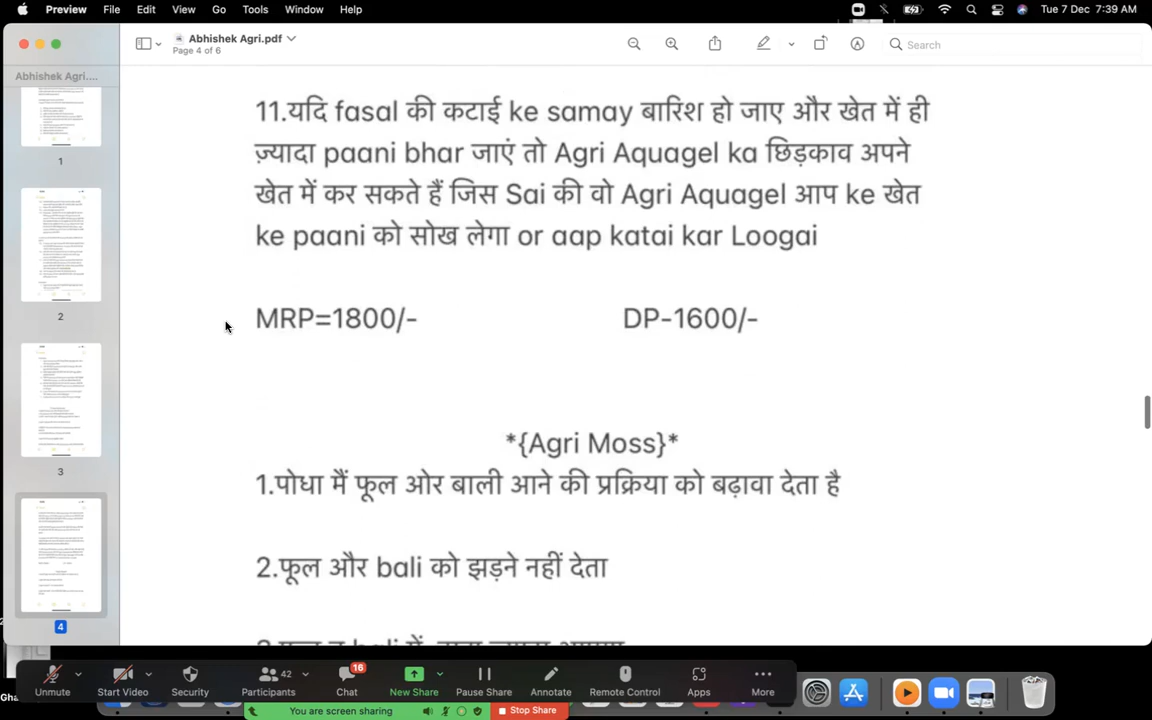 Preview File Edit View Go Tools Window Help Tue 7 Dec 7:39 AM
Abhishek Agri.pdf
Page 4 of 6
Search
Abhishek Agri....
11.यदि fasal की कटाई ke samay बारिश हो जाए और खेत में ही
ज़्यादा paani bhar जाएं तो Agri Aquagel ka छिड़काव अपने
खेत में कर सकते हैं जिस Sai की वो Agri Aquagel आप ke खेत
ke paani को सोख लेगा or aap katai kar Loogai
MRP=1800/- DP-1600/-
*{Agri Moss}*
1.पोधा मैं फूल ओर बाली आने की प्रक्रिया को बढ़ावा देता है
2.फूल और bali को झड़ने नहीं देता
1
2
3
4
16
42
Unmute Start Video Security Participants Chat New Share Pause Share Annotate Remote Control Apps More
You are screen sharing Stop Share